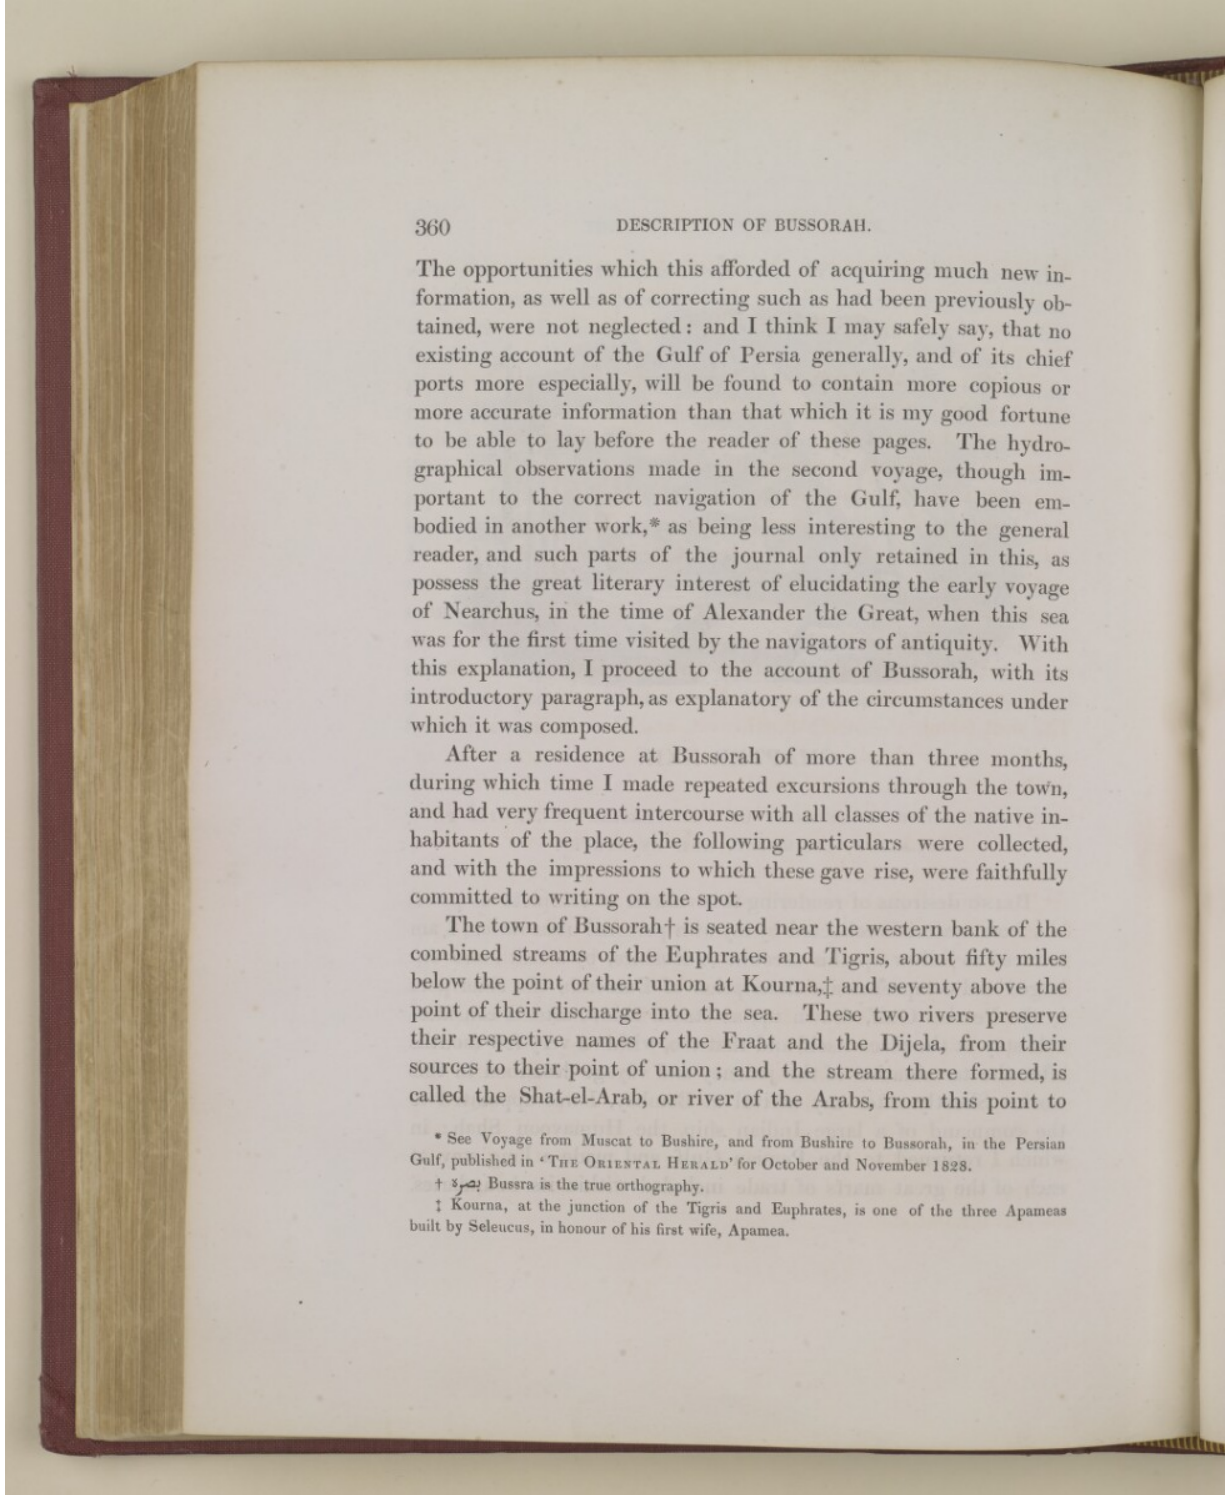 360 DESCRIPTION OF BUSSORAH.
The opportunities which this afforded of acquiring much new in-
formation, as well as of correcting such as had been previously ob-
tained, were not neglected: and I think I may safely say, that no
existing account of the Gulf of Persia generally, and of its chief
ports more especially, will be found to contain more copious or
more accurate information than that which it is my good fortune
to be able to lay before the reader of these pages. The hydro-
graphical observations made in the second voyage, though im-
portant to the correct navigation of the Gulf, have been em-
bodied in another work,* as being less interesting to the general
reader, and such parts of the journal only retained in this, as
possess the great literary interest of elucidating the early voyage
of Nearchus, in the time of Alexander the Great, when this sea
was for the first time visited by the navigators of antiquity. With
this explanation, I proceed to the account of Bussorah, with its
introductory paragraph, as explanatory of the circumstances under
which it was composed.
After a residence at Bussorah of more than three months,
during which time I made repeated excursions through the town,
and had very frequent intercourse with all classes of the native in-
habitants of the place, the following particulars were collected,
and with the impressions to which these gave rise, were faithfully
committed to writing on the spot.
The town of Bussorah† is seated near the western bank of the
combined streams of the Euphrates and Tigris, about fifty miles
below the point of their union at Kourna,‡ and seventy above the
point of their discharge into the sea. These two rivers preserve
their respective names of the Fraat and the Dijela, from their
sources to their point of union; and the stream there formed, is
called the Shat-el-Arab, or river of the Arabs, from this point to
* See Voyage from Muscat to Bushire, and from Bushire to Bussorah, in the Persian
Gulf, published in ‘THE ORIENTAL HERALD’ for October and November 1828.
† بصرة Bussra is the true orthography.
‡ Kourna, at the junction of the Tigris and Euphrates, is one of the three Apameas
built by Seleucus, in honour of his first wife, Apamea.